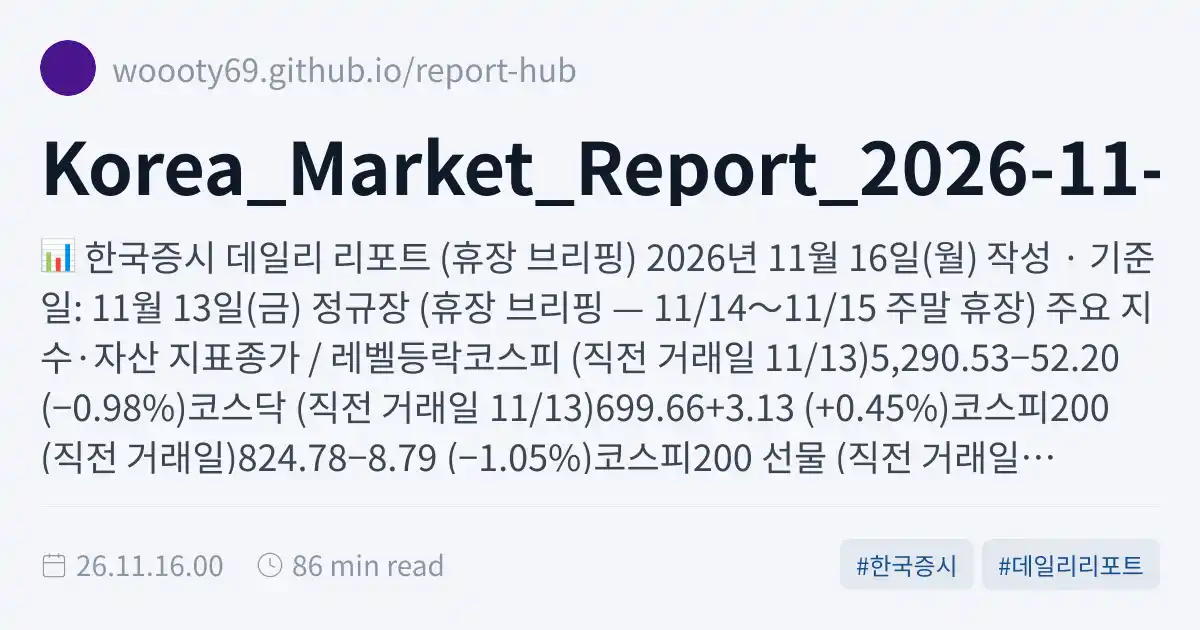 woooty69.github.io/report-hub
Korea_Market_Report_2026-11-
📊 한국증시 데일리 리포트 (휴장 브리핑) 2026년 11월 16일(월) 작성 · 기준
일: 11월 13일(금) 정규장 (휴장 브리핑 — 11/14～11/15 주말 휴장) 주요 지
수·자산 지표종가 / 레벨등락코스피 (직전 거래일 11/13)5,290.53−52.20
(−0.98%)코스닥 (직전 거래일 11/13)699.66+3.13 (+0.45%)코스피200
(직전 거래일)824.78−8.79 (−1.05%)코스피200 선물 (직전 거래일…
26.11.16.00 86 min read #한국증시 #데일리리포트